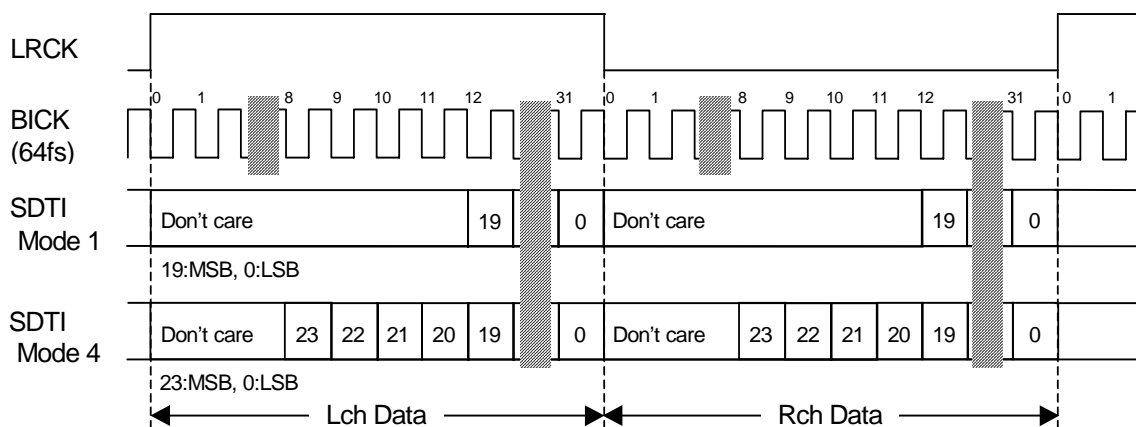 LRCK
0 1 8 9 10 11 12 31 0 1 8 9 10 11 12 31 0 1
BICK
(64fs)
SDTI
Mode 1
Don't care 19 0 Don't care 19 0
19:MSB, 0:LSB
SDTI
Mode 4
Don't care 23 22 21 20 19 0 Don't care 23 22 21 20 19 0
23:MSB, 0:LSB
Lch Data Rch Data